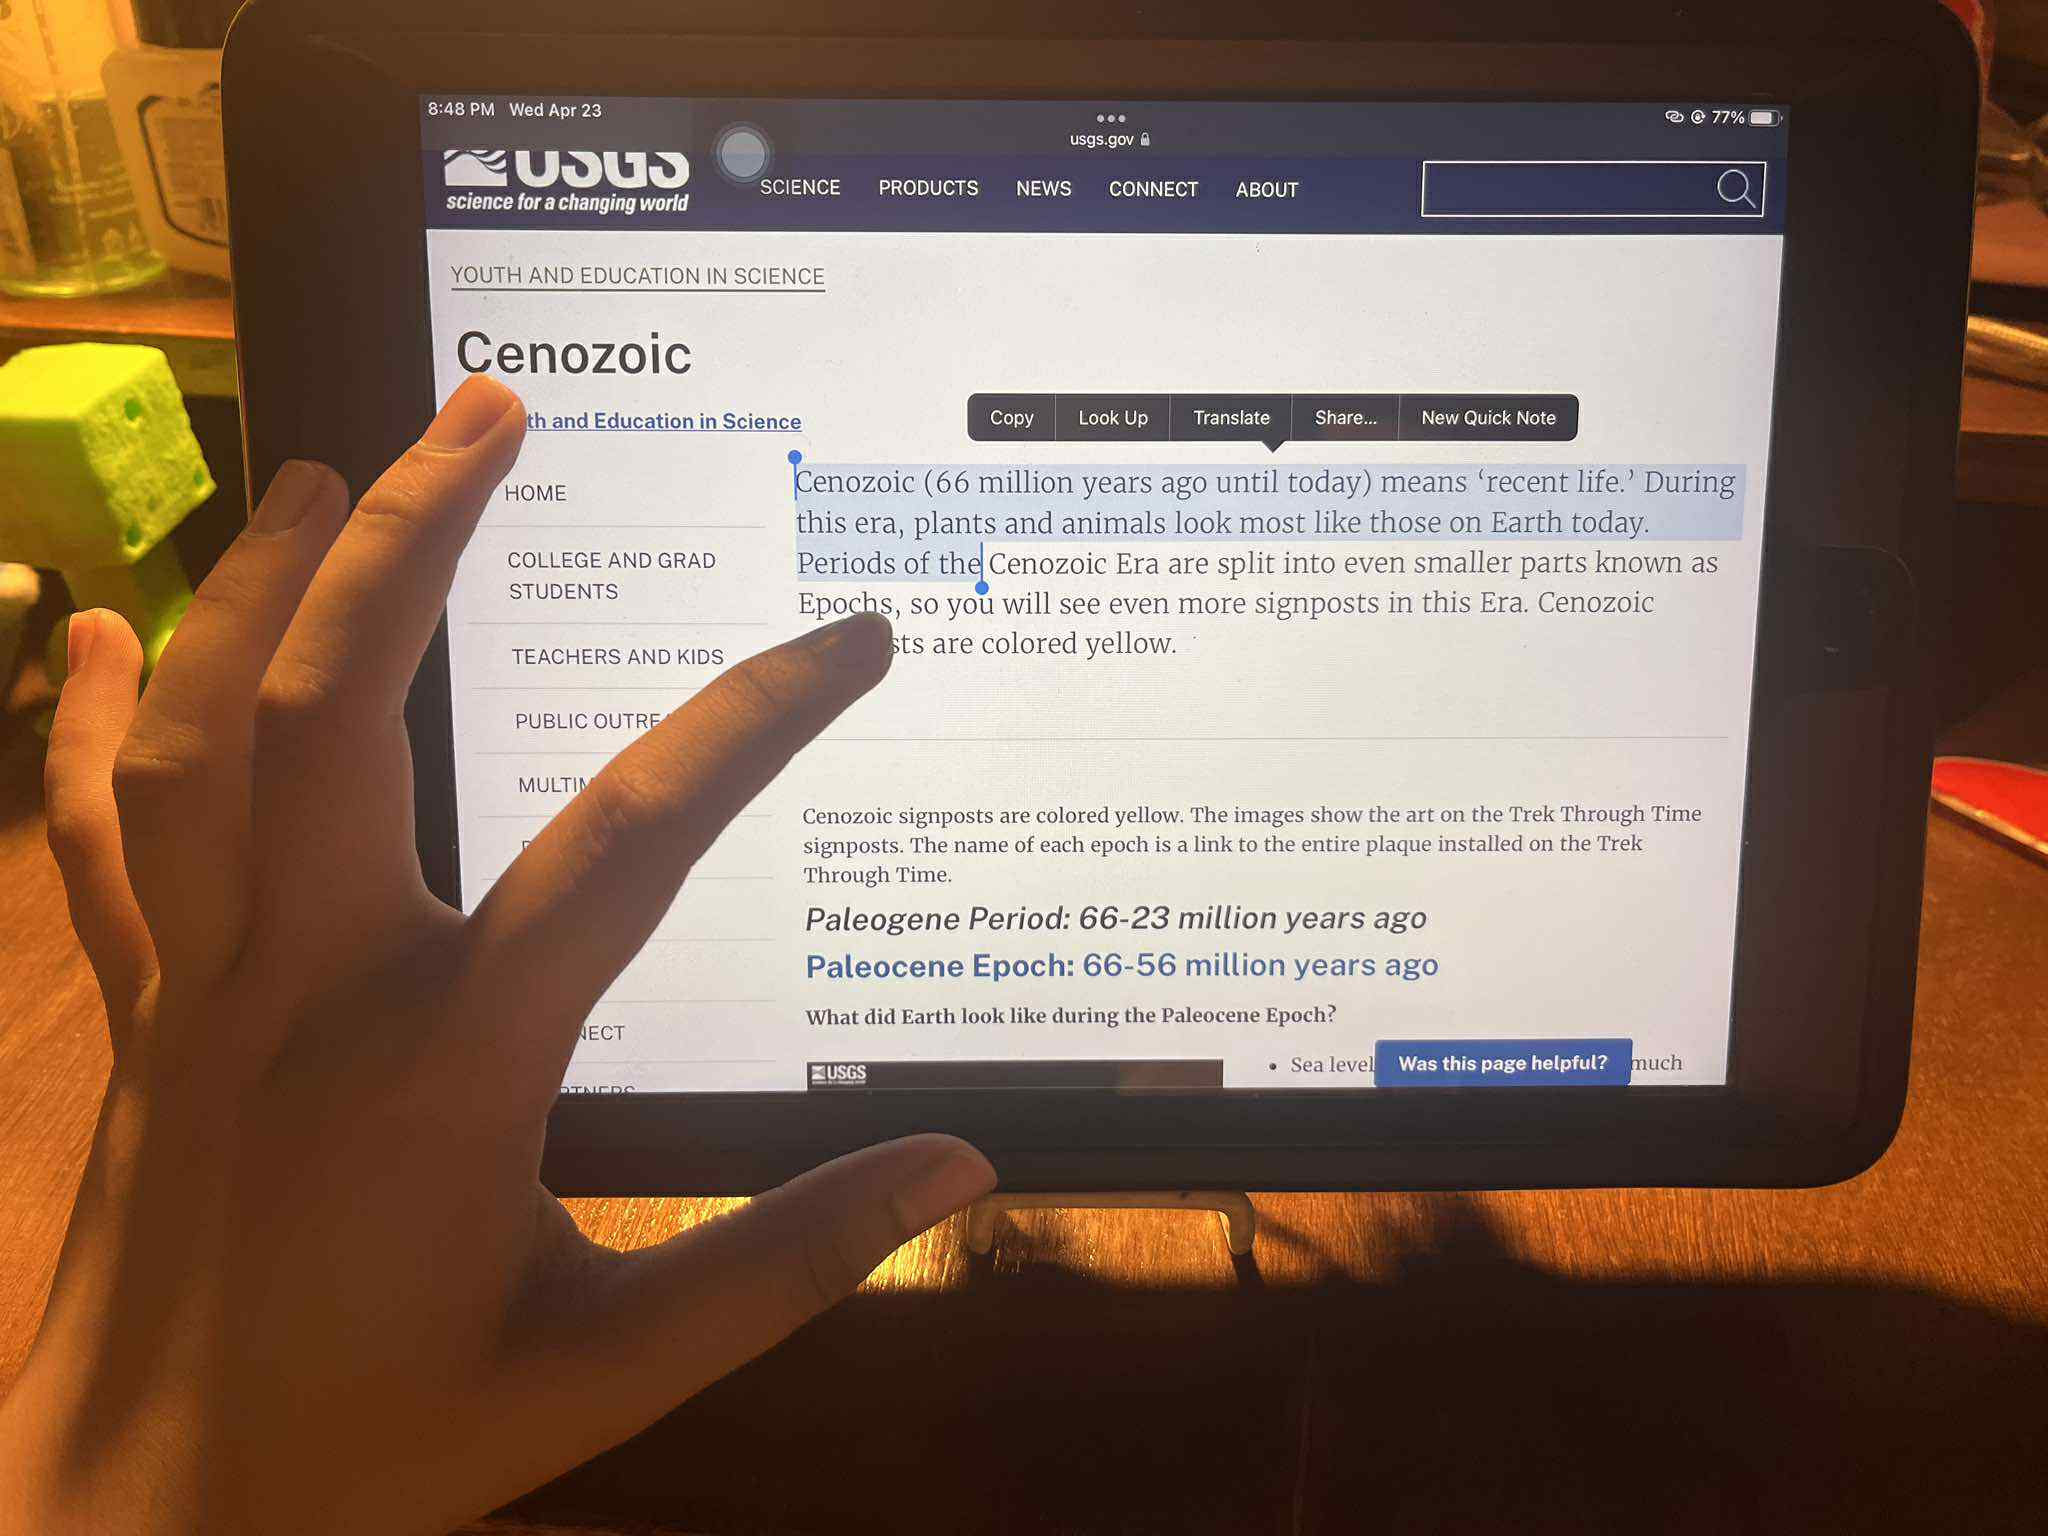 8:48 PM Wed Apr 23
usgs.gov
77%
USGS
science for a changing world
SCIENCE PRODUCTS NEWS CONNECT ABOUT
YOUTH AND EDUCATION IN SCIENCE
Cenozoic
th and Education in Science
HOME
COLLEGE AND GRAD
STUDENTS
TEACHERS AND KIDS
PUBLIC OUTRE
MULTIM
NECT
RTNERS
Copy Look Up Translate Share... New Quick Note
Cenozoic (66 million years ago until today) means ‘recent life.’ During
this era, plants and animals look most like those on Earth today.
Periods of the Cenozoic Era are split into even smaller parts known as
Epochs, so you will see even more signposts in this Era. Cenozoic
sts are colored yellow.
Cenozoic signposts are colored yellow. The images show the art on the Trek Through Time
signposts. The name of each epoch is a link to the entire plaque installed on the Trek
Through Time.
Paleogene Period: 66-23 million years ago
Paleocene Epoch: 66-56 million years ago
What did Earth look like during the Paleocene Epoch?
USGS
• Sea level much
Was this page helpful?